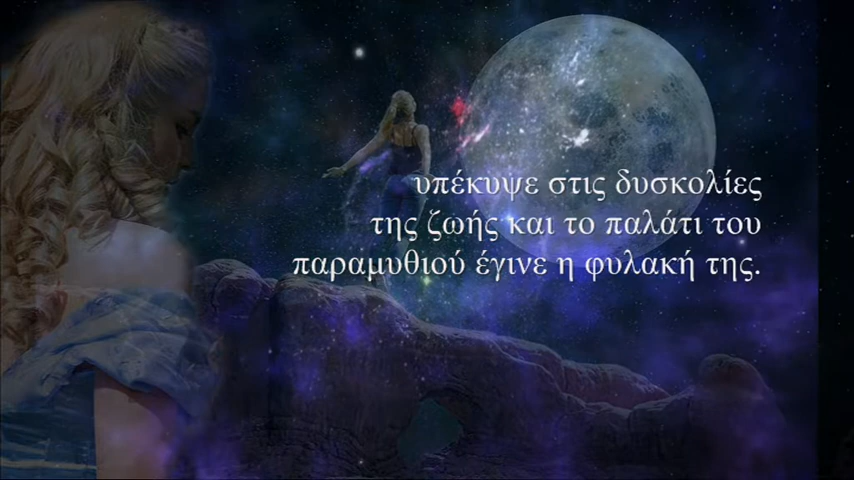 υπέκυψε στις δυσκολίες
της ζωής και το παλάτι του
παραμυθιού έγινε η φυλακή της.